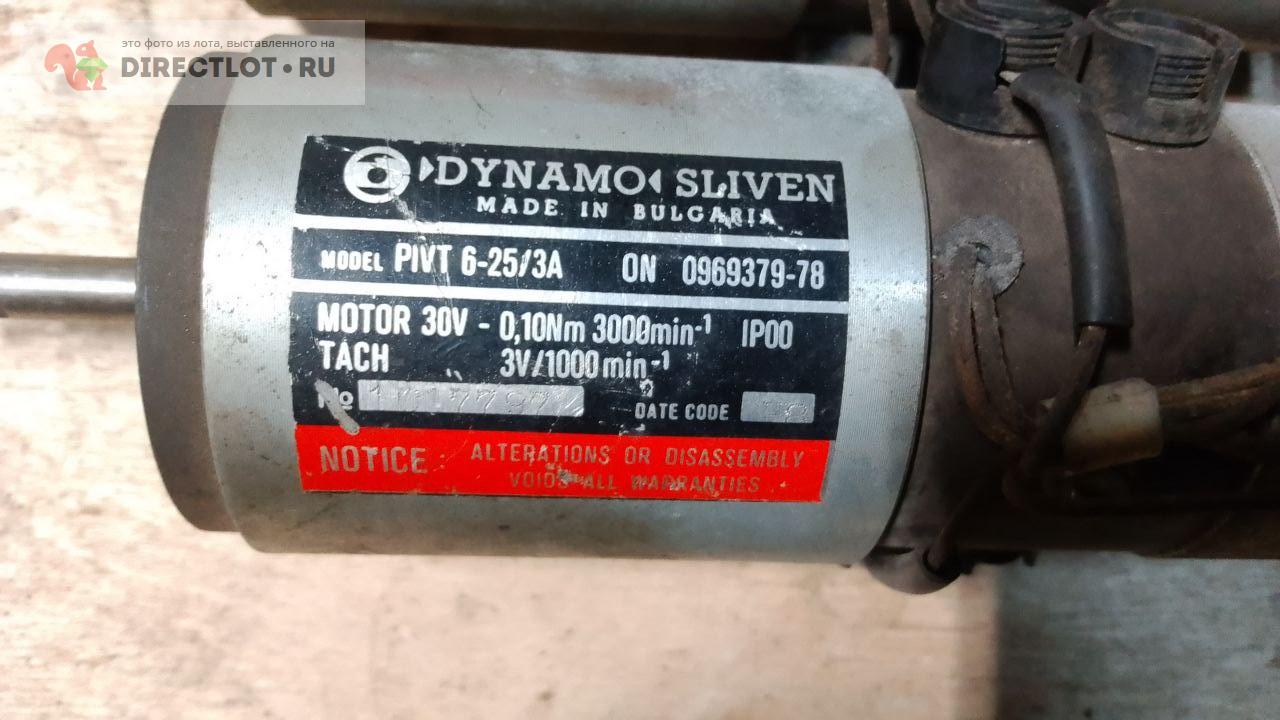 это фото из лота, выставленного на
DIRECTLOT•RU
DYNAMO SLIVEN
MADE IN BULGARIA
MODEL PIVT 6-25/3A ON 0969379-78
MOTOR 30V - 0,10Nm 3000min-1 IP00
TACH 3V/1000min-1
No DATE CODE
NOTICE: ALTERATIONS OR DISASSEMBLY
VOIDS ALL WARRANTIES